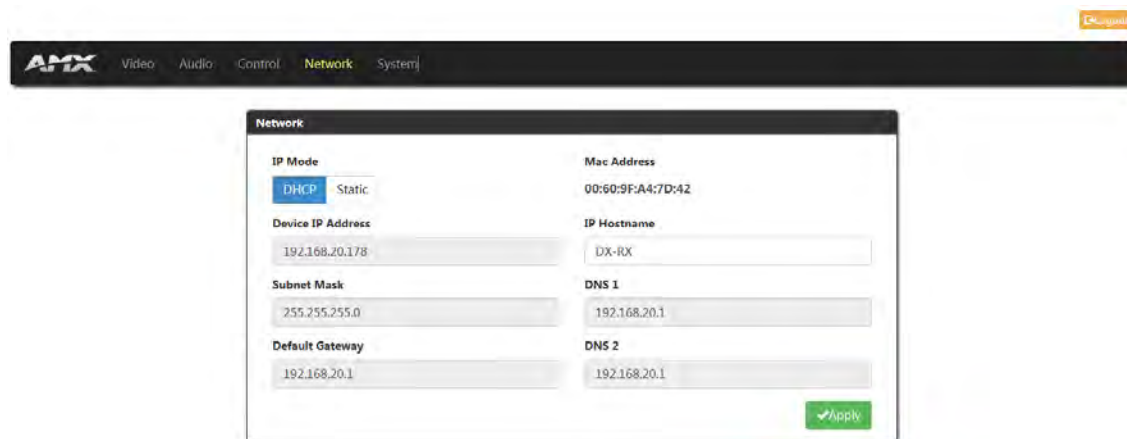 Logout
AMX Video Audio Control Network System
Network
IP Mode Mac Address
DHCP Static 00:60:9F:A4:7D:42
Device IP Address IP Hostname
192.168.20.178 DX-RX
Subnet Mask DNS 1
255.255.255.0 192.168.20.1
Default Gateway DNS 2
192.168.20.1 192.168.20.1
Apply